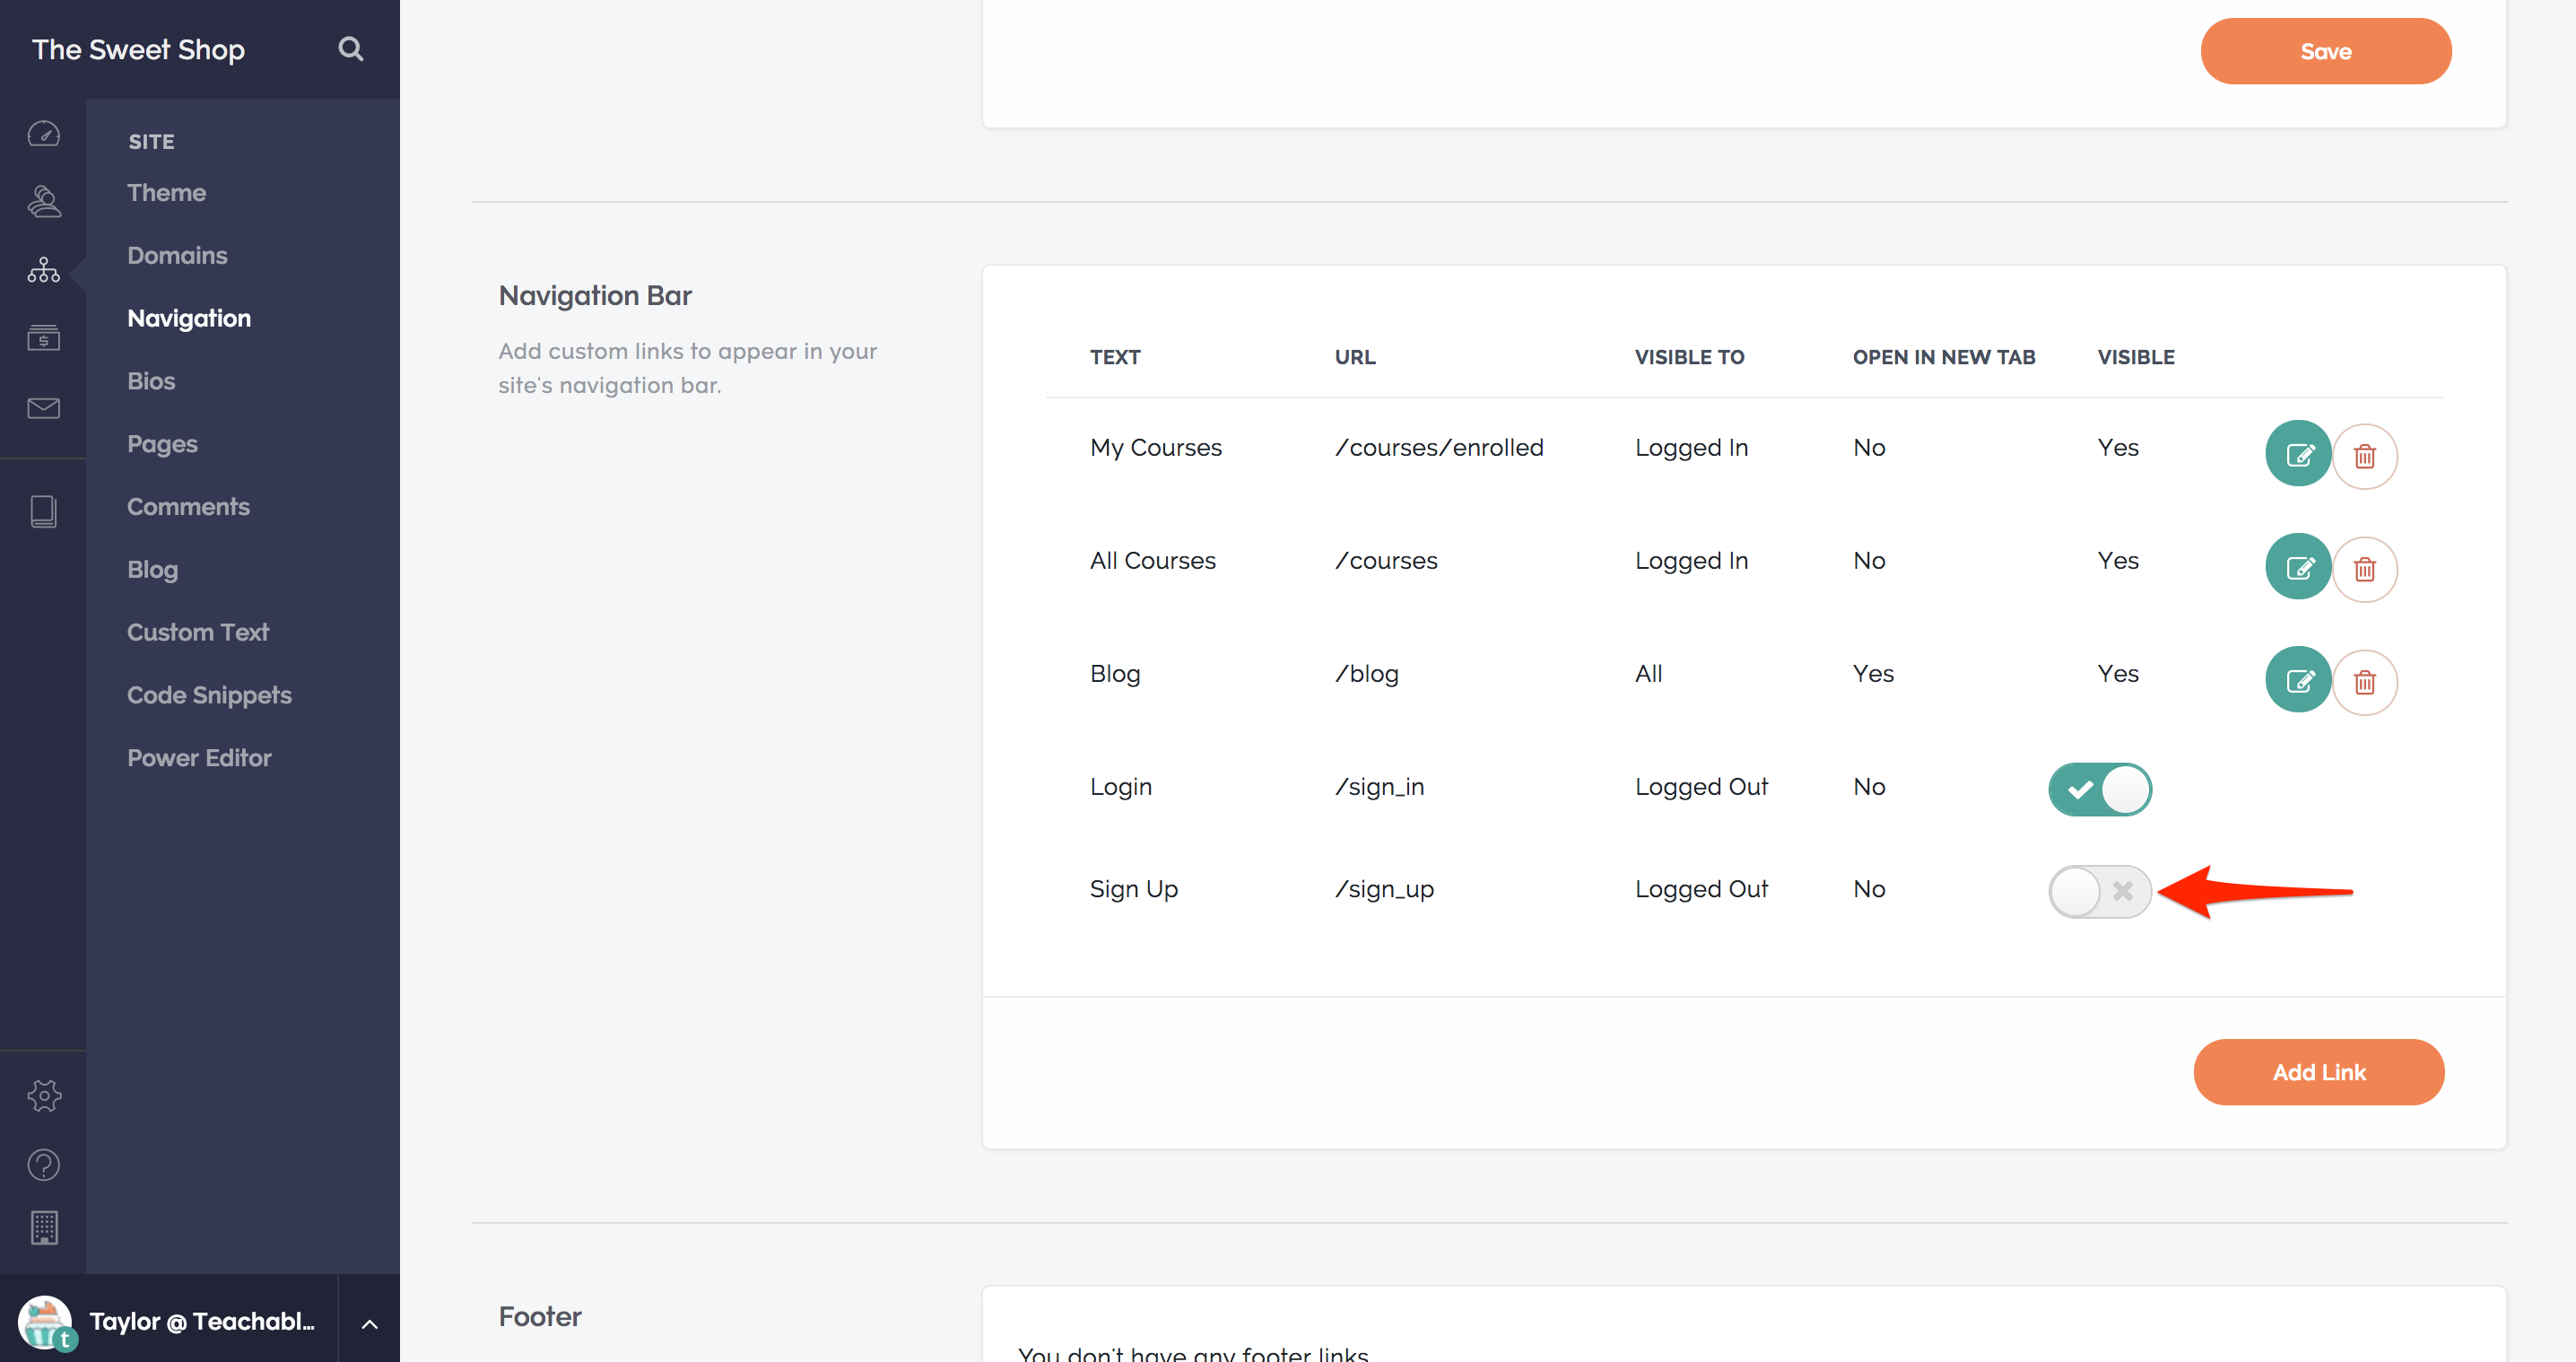 The Sweet Shop
SITE
Theme
Domains
Navigation
Bios
Pages
Comments
Blog
Custom Text
Code Snippets
Power Editor
Taylor @ Teachabl...
Save
Navigation Bar
Add custom links to appear in your
site's navigation bar.
TEXT URL VISIBLE TO OPEN IN NEW TAB VISIBLE
My Courses /courses/enrolled Logged In No Yes
All Courses /courses Logged In No Yes
Blog /blog All Yes Yes
Login /sign_in Logged Out No
Sign Up /sign_up Logged Out No
Add Link
Footer
You don't have any footer links